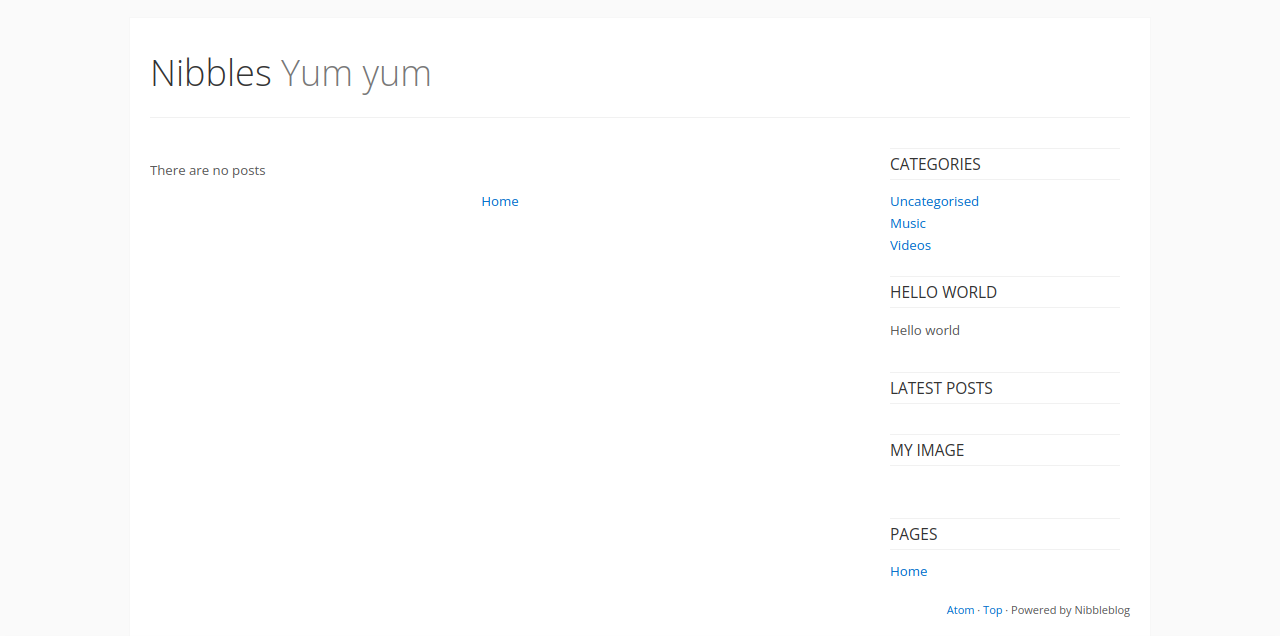 Nibbles Yum yum
There are no posts
Home
CATEGORIES
Uncategorised
Music
Videos
HELLO WORLD
Hello world
LATEST POSTS
MY IMAGE
PAGES
Home
Atom · Top · Powered by Nibbleblog